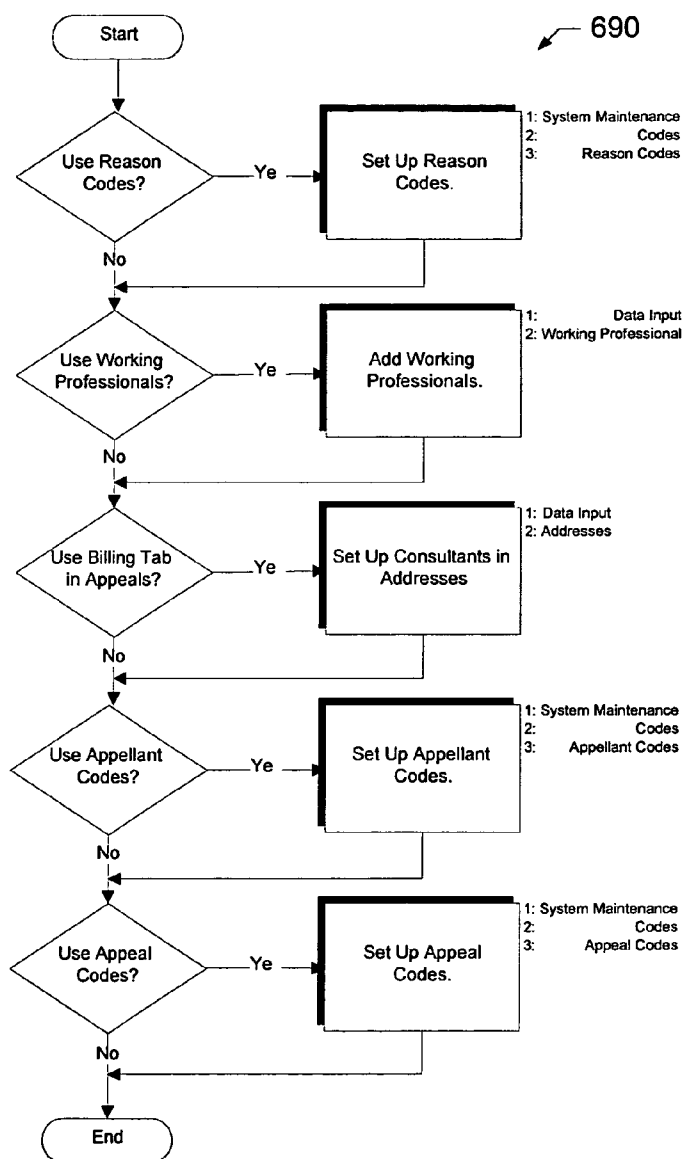 690
Start
Use Reason
Codes?
Ye
Set Up Reason
Codes.
1: System Maintenance
2: Codes
3: Reason Codes
No
Use Working
Professionals?
Ye
Add Working
Professionals.
1: Data Input
2: Working Professional
No
Use Billing Tab
in Appeals?
Ye
Set Up Consultants in
Addresses
1: Data Input
2: Addresses
No
Use Appellant
Codes?
Ye
Set Up Appellant
Codes.
1: System Maintenance
2: Codes
3: Appellant Codes
No
Use Appeal
Codes?
Ye
Set Up Appeal
Codes.
1: System Maintenance
2: Codes
3: Appeal Codes
No
End